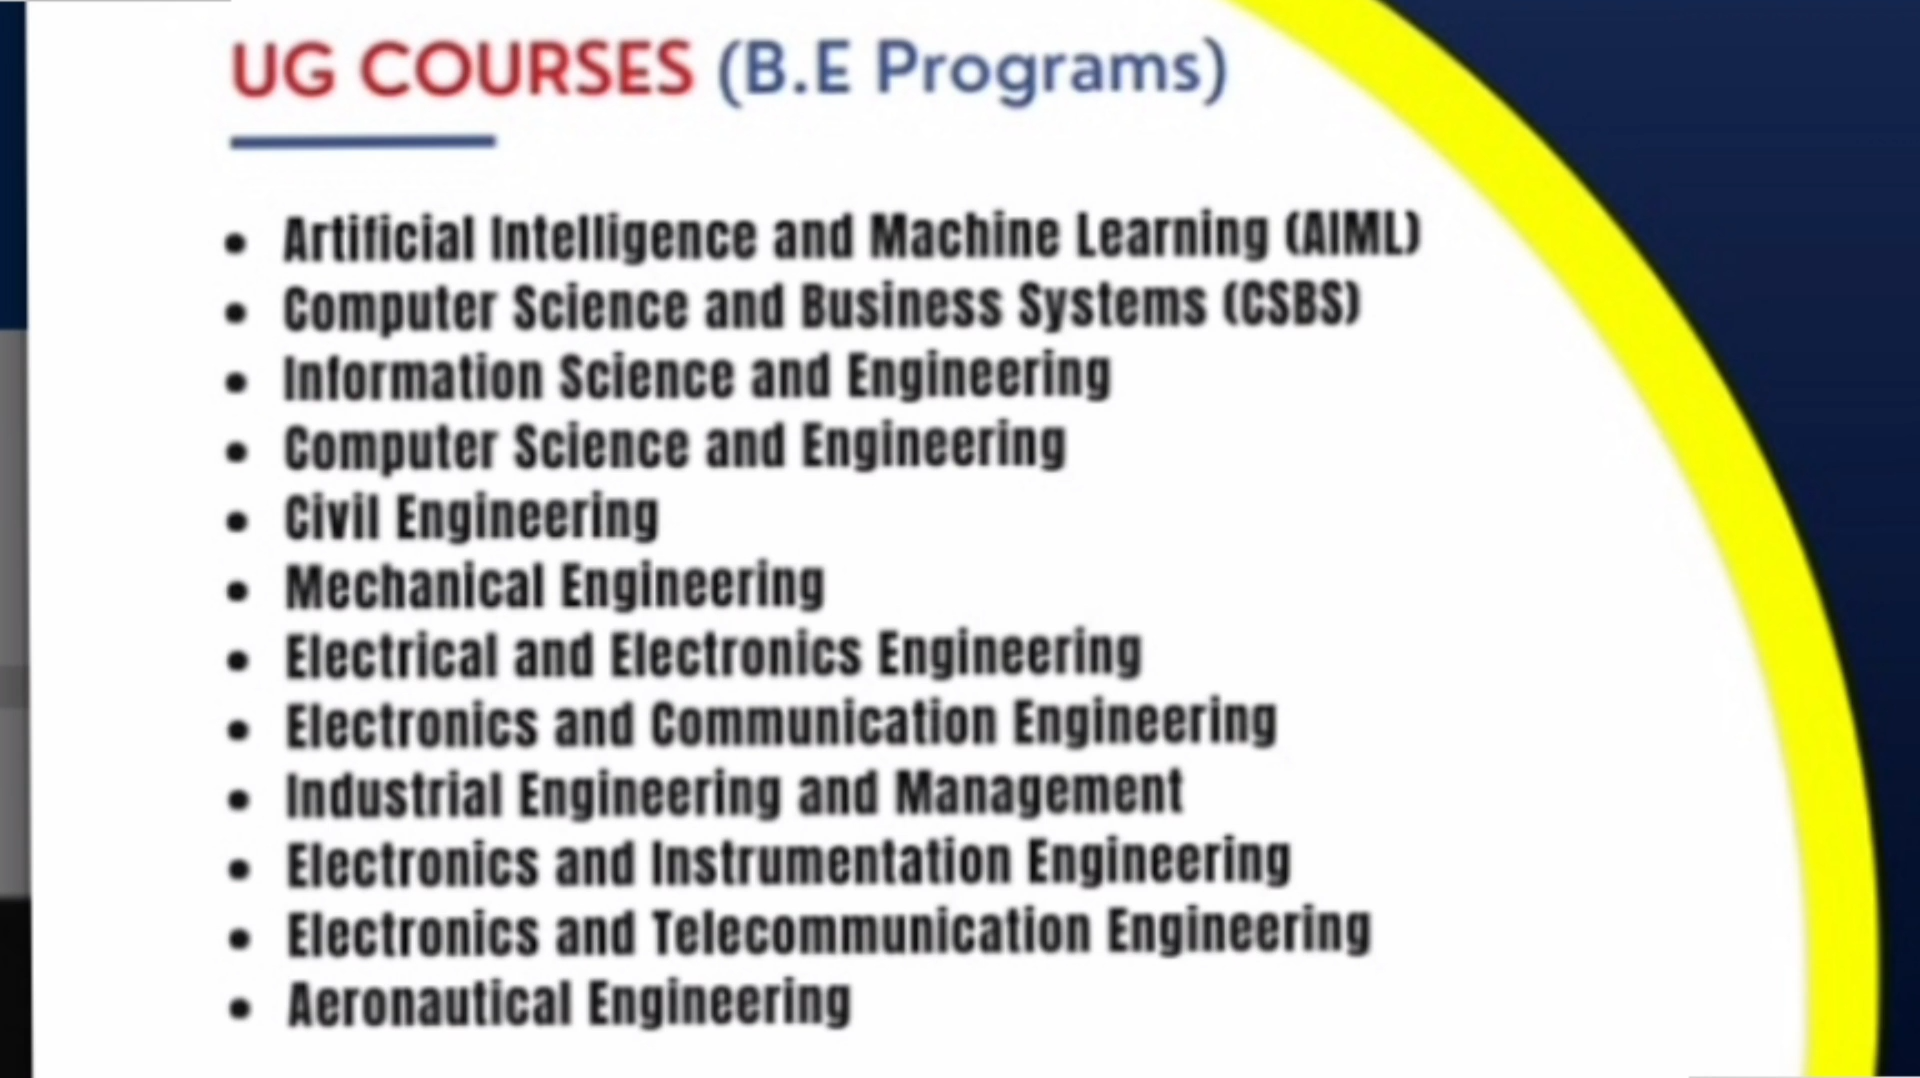 UG COURSES (B.E Programs)
• Artificial Intelligence and Machine Learning (AIML)
• Computer Science and Business Systems (CSBS)
• Information Science and Engineering
• Computer Science and Engineering
• Civil Engineering
• Mechanical Engineering
• Electrical and Electronics Engineering
• Electronics and Communication Engineering
• Industrial Engineering and Management
• Electronics and Instrumentation Engineering
• Electronics and Telecommunication Engineering
• Aeronautical Engineering